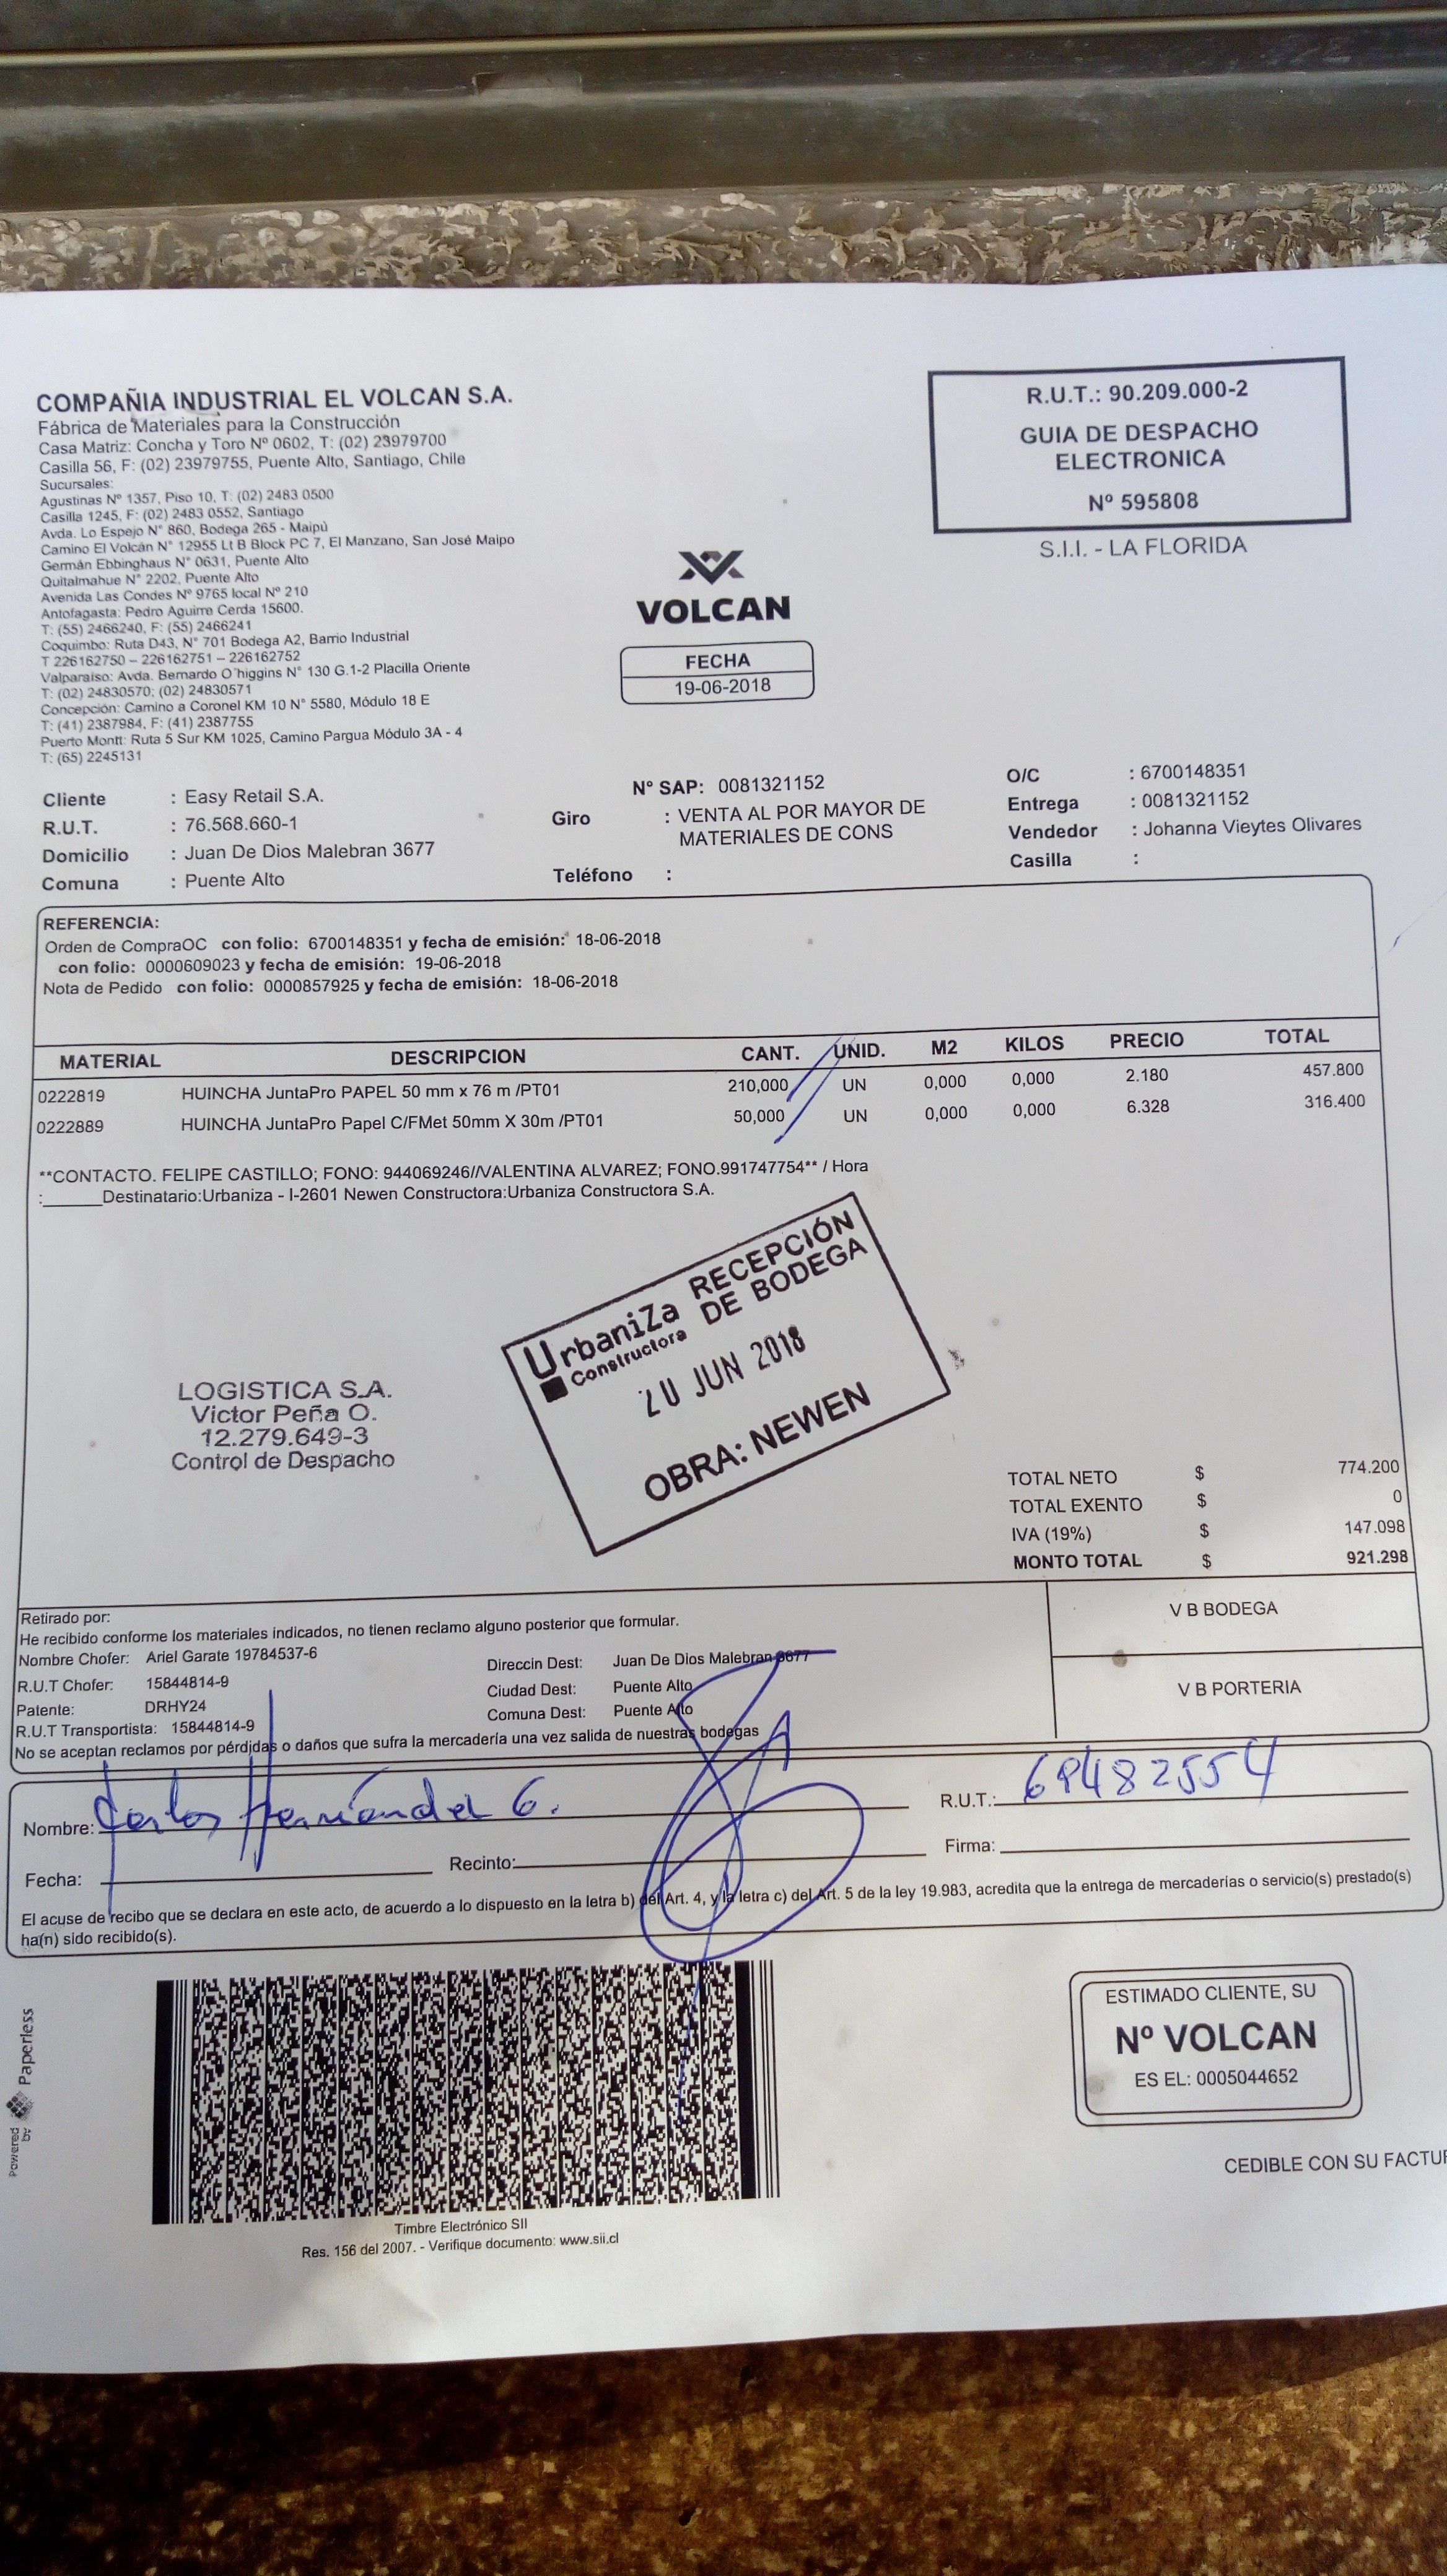 COMPAÑIA INDUSTRIAL EL VOLCAN S.A.
Fábrica de Materiales para la Construcción
Casa Matriz: Concha y Toro Nº 0602, T: (02) 23979700
Casilla 56, F: (02) 23979755, Puente Alto, Santiago, Chile
Sucursales:
Agustinas Nº 1357, Piso 10, T: (02) 2483 0500
Casilla 1245, F: (02) 2483 0552, Santiago
Avda. Lo Espejo N° 860, Bodega 265 - Maipú
Camino El Volcán N° 12955 Lt B Block PC 7, El Manzano, San José Maipo
Germán Ebbinghaus N° 0631, Puente Alto
Quitalmahue N° 2202, Puente Alto
Avenida Las Condes Nº 9765 local Nº 210
Antofagasta: Pedro Aguirre Cerda 15600.
T: (55) 2466240, F: (55) 2466241
Coquimbo: Ruta D43, N° 701 Bodega A2, Barrio Industrial
T 226162750 – 226162751 – 226162752
Valparaíso: Avda. Bernardo O´higgins N° 130 G.1-2 Placilla Oriente
T: (02) 24830570; (02) 24830571
Concepción: Camino a Coronel KM 10 N° 5580, Módulo 18 E
T: (41) 2387984, F: (41) 2387755
Puerto Montt: Ruta 5 Sur KM 1025, Camino Pargua Módulo 3A - 4
T: (65) 2245131
R.U.T.: 90.209.000-2
GUIA DE DESPACHO
ELECTRONICA
Nº 595808
S.I.I. - LA FLORIDA
VOLCAN
FECHA
19-06-2018
Cliente : Easy Retail S.A.
R.U.T. : 76.568.660-1
Domicilio : Juan De Dios Malebran 3677
Comuna : Puente Alto
Nº SAP: 0081321152
Giro : VENTA AL POR MAYOR DE
MATERIALES DE CONS
Teléfono :
O/C : 6700148351
Entrega : 0081321152
Vendedor : Johanna Vieytes Olivares
Casilla :
REFERENCIA:
Orden de CompraOC con folio: 6700148351 y fecha de emisión: 18-06-2018
con folio: 0000609023 y fecha de emisión: 19-06-2018
Nota de Pedido con folio: 0000857925 y fecha de emisión: 18-06-2018
MATERIAL DESCRIPCION CANT. UNID. M2 KILOS PRECIO TOTAL
0222819 HUINCHA JuntaPro PAPEL 50 mm x 76 m /PT01 210,000 UN 0,000 0,000 2.180 457.800
0222889 HUINCHA JuntaPro Papel C/FMet 50mm X 30m /PT01 50,000 UN 0,000 0,000 6.328 316.400
**CONTACTO. FELIPE CASTILLO; FONO: 944069246//VALENTINA ALVAREZ; FONO.991747754** / Hora
:______Destinatario:Urbaniza - I-2601 Newen Constructora:Urbaniza Constructora S.A.
UrbaniZa RECEPCIÓN
Constructora DE BODEGA
20 JUN 2018
OBRA: NEWEN
LOGISTICA S.A.
Victor Peña O.
12.279.649-3
Control de Despacho
TOTAL NETO $ 774.200
TOTAL EXENTO $ 0
IVA (19%) $ 147.098
MONTO TOTAL $ 921.298
Retirado por:
He recibido conforme los materiales indicados, no tienen reclamo alguno posterior que formular.
Nombre Chofer: Ariel Garate 19784537-6
R.U.T Chofer: 15844814-9
Patente: DRHY24
R.U.T Transportista: 15844814-9
Direccin Dest: Juan De Dios Malebran 3677
Ciudad Dest: Puente Alto
Comuna Dest: Puente Alto
No se aceptan reclamos por pérdidas o daños que sufra la mercadería una vez salida de nuestras bodegas
V B BODEGA
V B PORTERIA
Nombre: Carlos Hernández G.
R.U.T.: 69482554
Fecha:
Recinto:
Firma:
El acuse de recibo que se declara en este acto, de acuerdo a lo dispuesto en la letra b) del Art. 4, y la letra c) del Art. 5 de la ley 19.983, acredita que la entrega de mercaderías o servicio(s) prestado(s)
ha(n) sido recibido(s).
Powered by Paperless
Timbre Electrónico SII
Res. 156 del 2007. - Verifique documento: www.sii.cl
ESTIMADO CLIENTE, SU
Nº VOLCAN
ES EL: 0005044652
CEDIBLE CON SU FACTUR